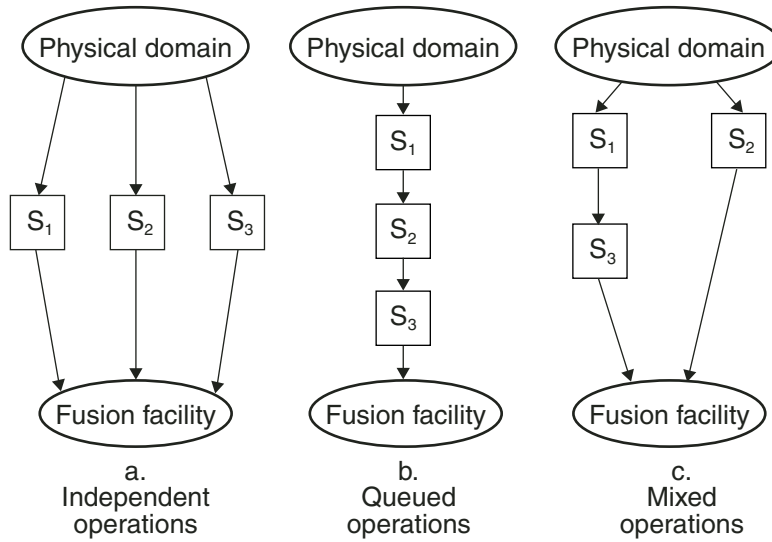 Physical domain
S₁
S₂
S₃
Fusion facility
a.
Independent
operations
Physical domain
S₁
S₂
S₃
Fusion facility
b.
Queued
operations
Physical domain
S₁
S₂
S₃
Fusion facility
c.
Mixed
operations